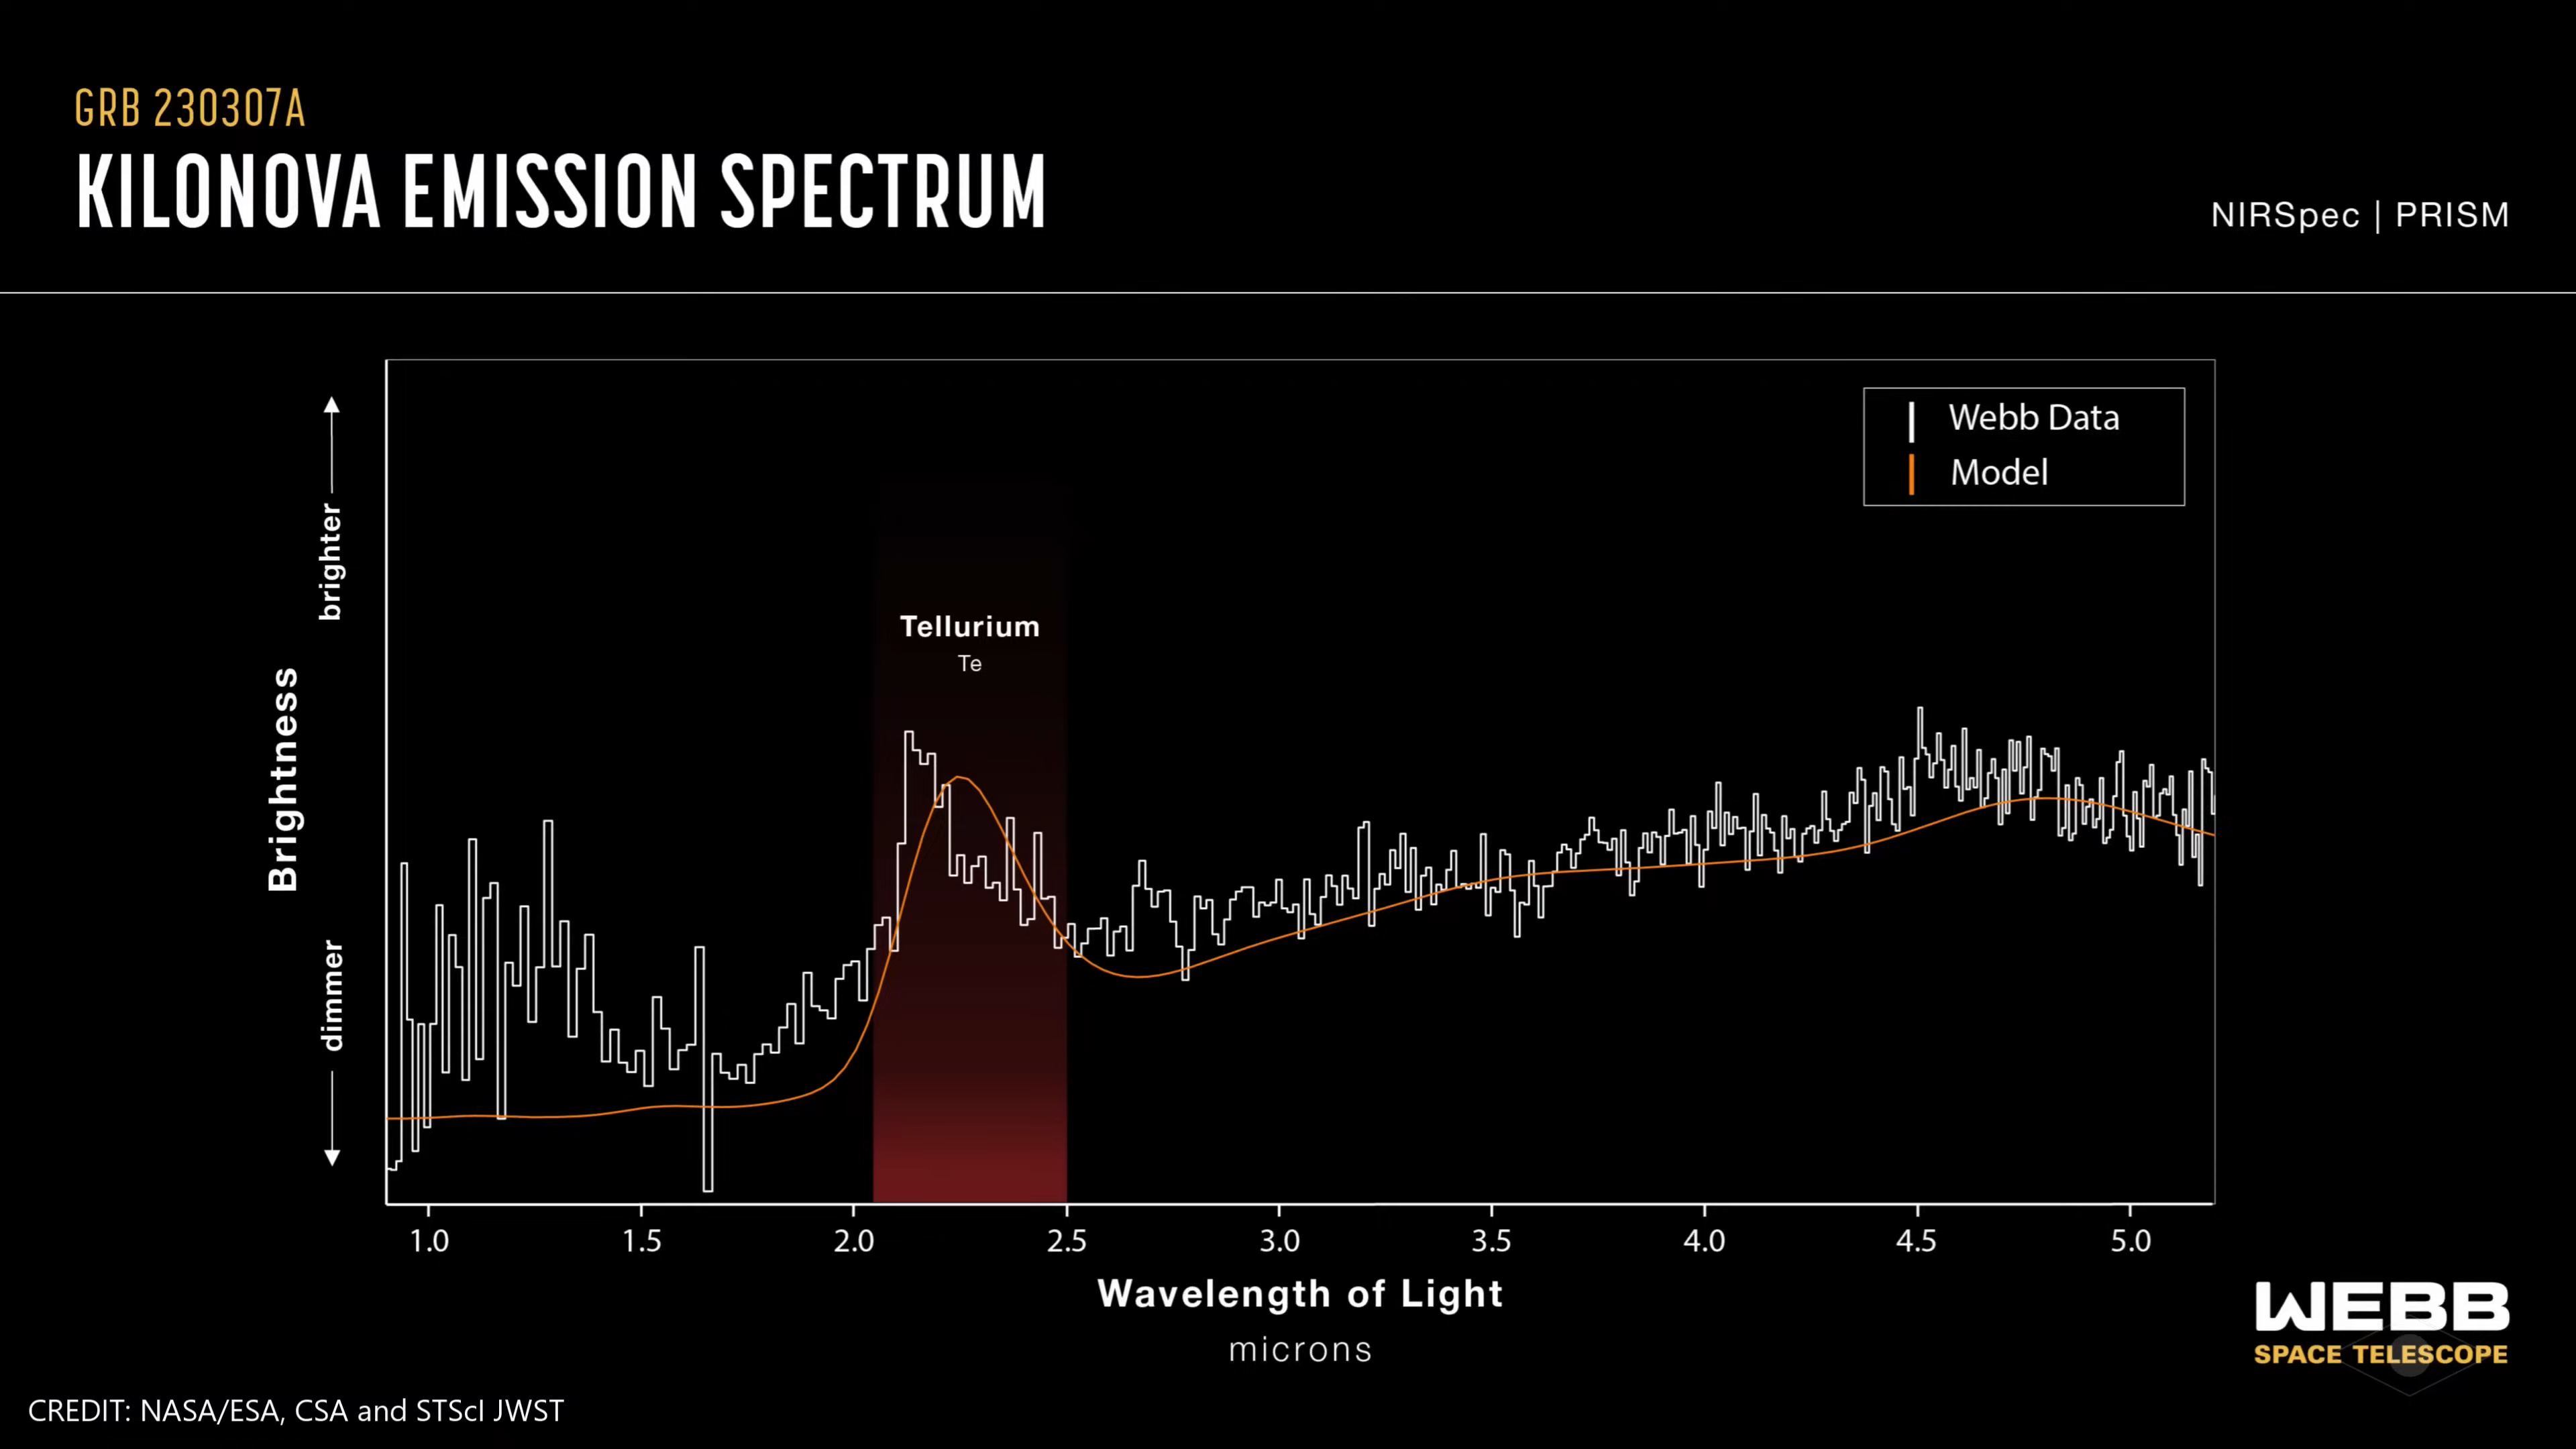 GRB 230307A
KILONOVA EMISSION SPECTRUM
NIRSpec | PRISM
Webb Data
Model
brighter
Brightness
dimmer
Tellurium
Te
1.0 1.5 2.0 2.5 3.0 3.5 4.0 4.5 5.0
Wavelength of Light
microns
WEBB
SPACE TELESCOPE
CREDIT: NASA/ESA, CSA and STScI JWST